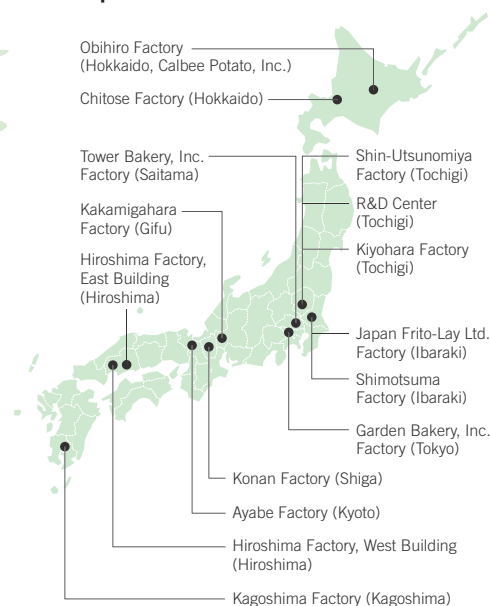 Obihiro Factory
(Hokkaido, Calbee Potato, Inc.)
Chitose Factory (Hokkaido)
Tower Bakery, Inc.
Factory (Saitama)
Kakamigahara
Factory (Gifu)
Hiroshima Factory,
East Building
(Hiroshima)
Shin-Utsunomiya
Factory (Tochigi)
R&D Center
(Tochigi)
Kiyohara Factory
(Tochigi)
Japan Frito-Lay Ltd.
Factory (Ibaraki)
Shimotsuma
Factory (Ibaraki)
Garden Bakery, Inc.
Factory (Tokyo)
Konan Factory (Shiga)
Ayabe Factory (Kyoto)
Hiroshima Factory, West Building
(Hiroshima)
Kagoshima Factory (Kagoshima)